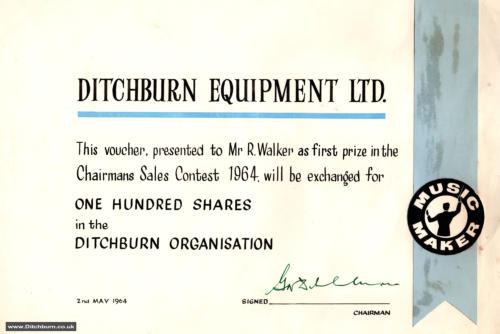 DITCHBURN EQUIPMENT LTD.
This voucher, presented to Mr R. Walker as first prize in the
Chairmans Sales Contest 1964, will be exchanged for
ONE HUNDRED SHARES
in the
DITCHBURN ORGANISATION
MUSIC
MAKER
2nd MAY 1964
SIGNED
CHAIRMAN
www.Ditchburn.co.uk